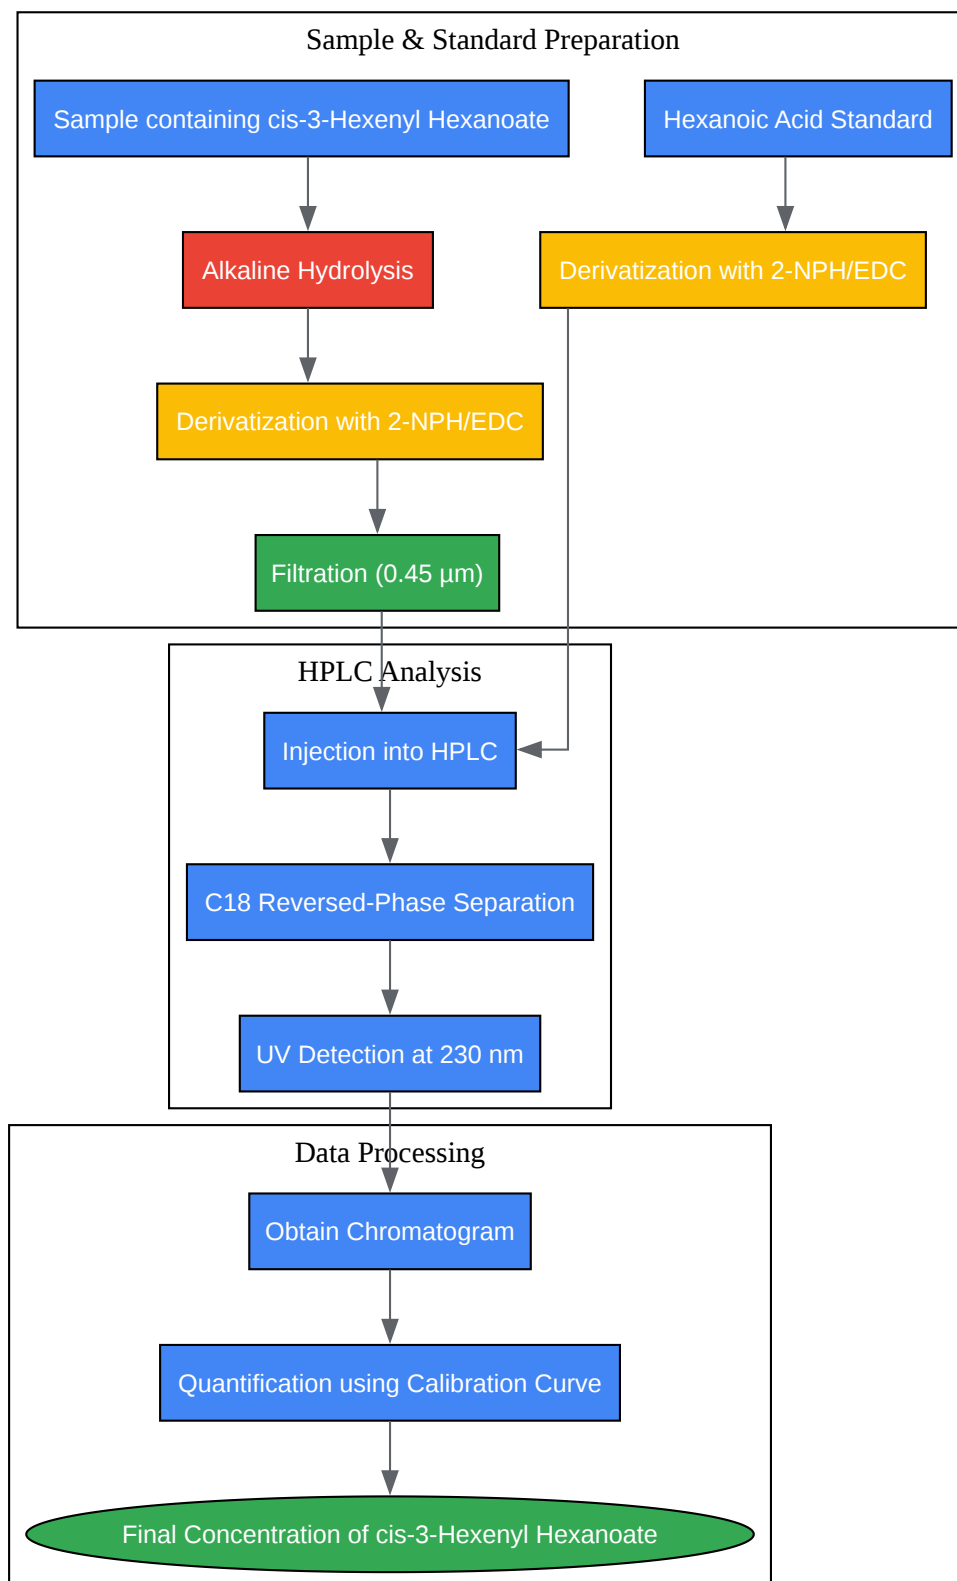 Sample & Standard Preparation
Sample containing cis-3-Hexenyl Hexanoate
Hexanoic Acid Standard
Alkaline Hydrolysis
Derivatization with 2-NPH/EDC
Derivatization with 2-NPH/EDC
Filtration (0.45 µm)
HPLC Analysis
Injection into HPLC
C18 Reversed-Phase Separation
UV Detection at 230 nm
Data Processing
Obtain Chromatogram
Quantification using Calibration Curve
Final Concentration of cis-3-Hexenyl Hexanoate